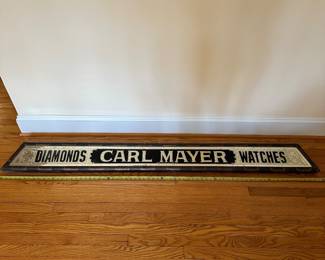 DIAMONDS CARL MAYER WATCHES